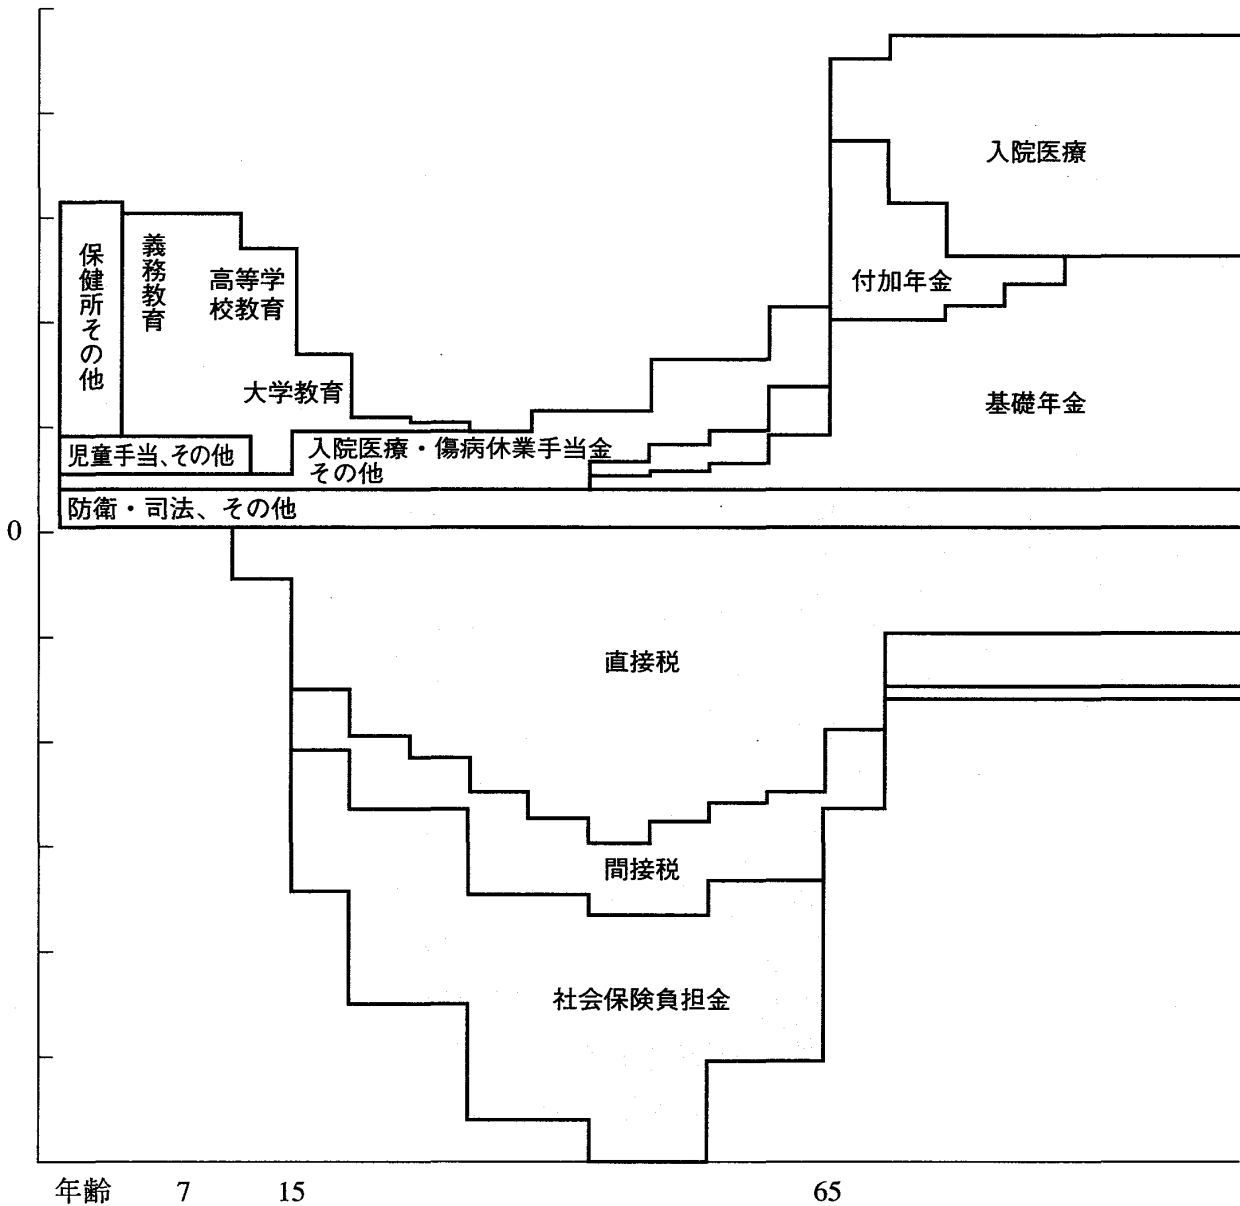 入院医療
保健所その他
義務教育
高等学
校教育
付加年金
大学教育
基礎年金
児童手当、その他
入院医療・傷病休業手当金
その他
防衛・司法、その他
0
直接税
間接税
社会保険負担金
年齢 7 15 65